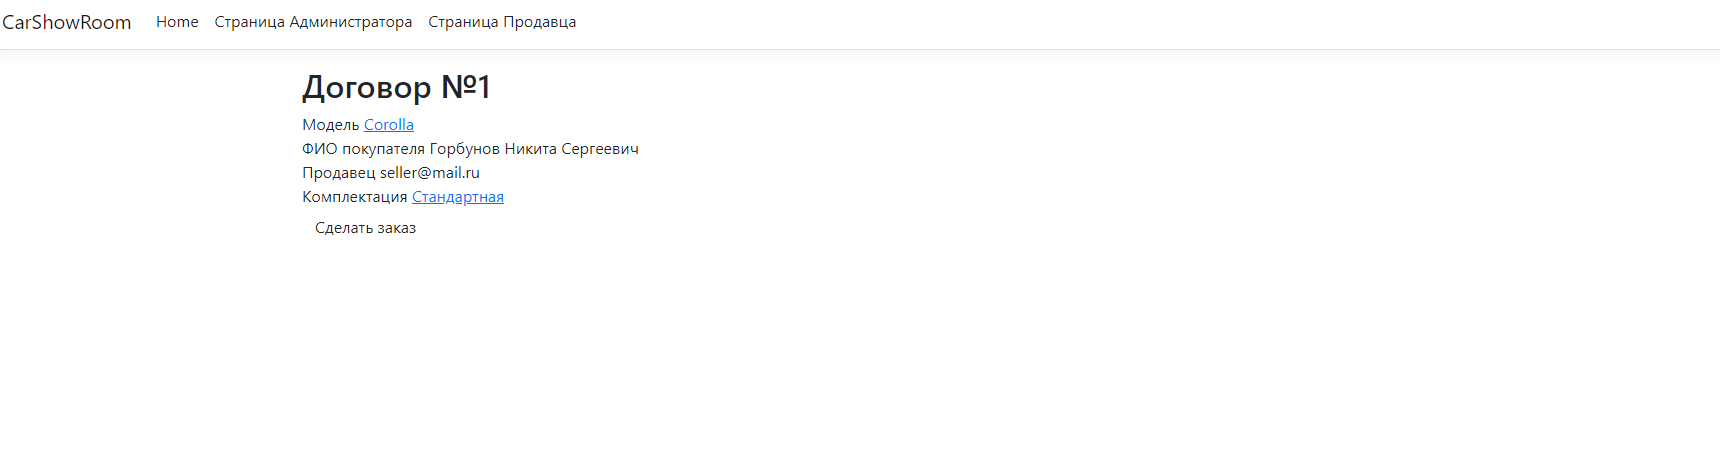 CarShowRoom Home Страница Администратора Страница Продавца
Договор №1
Модель Corolla
ФИО покупателя Горбунов Никита Сергеевич
Продавец seller@mail.ru
Комплектация Стандартная
Сделать заказ